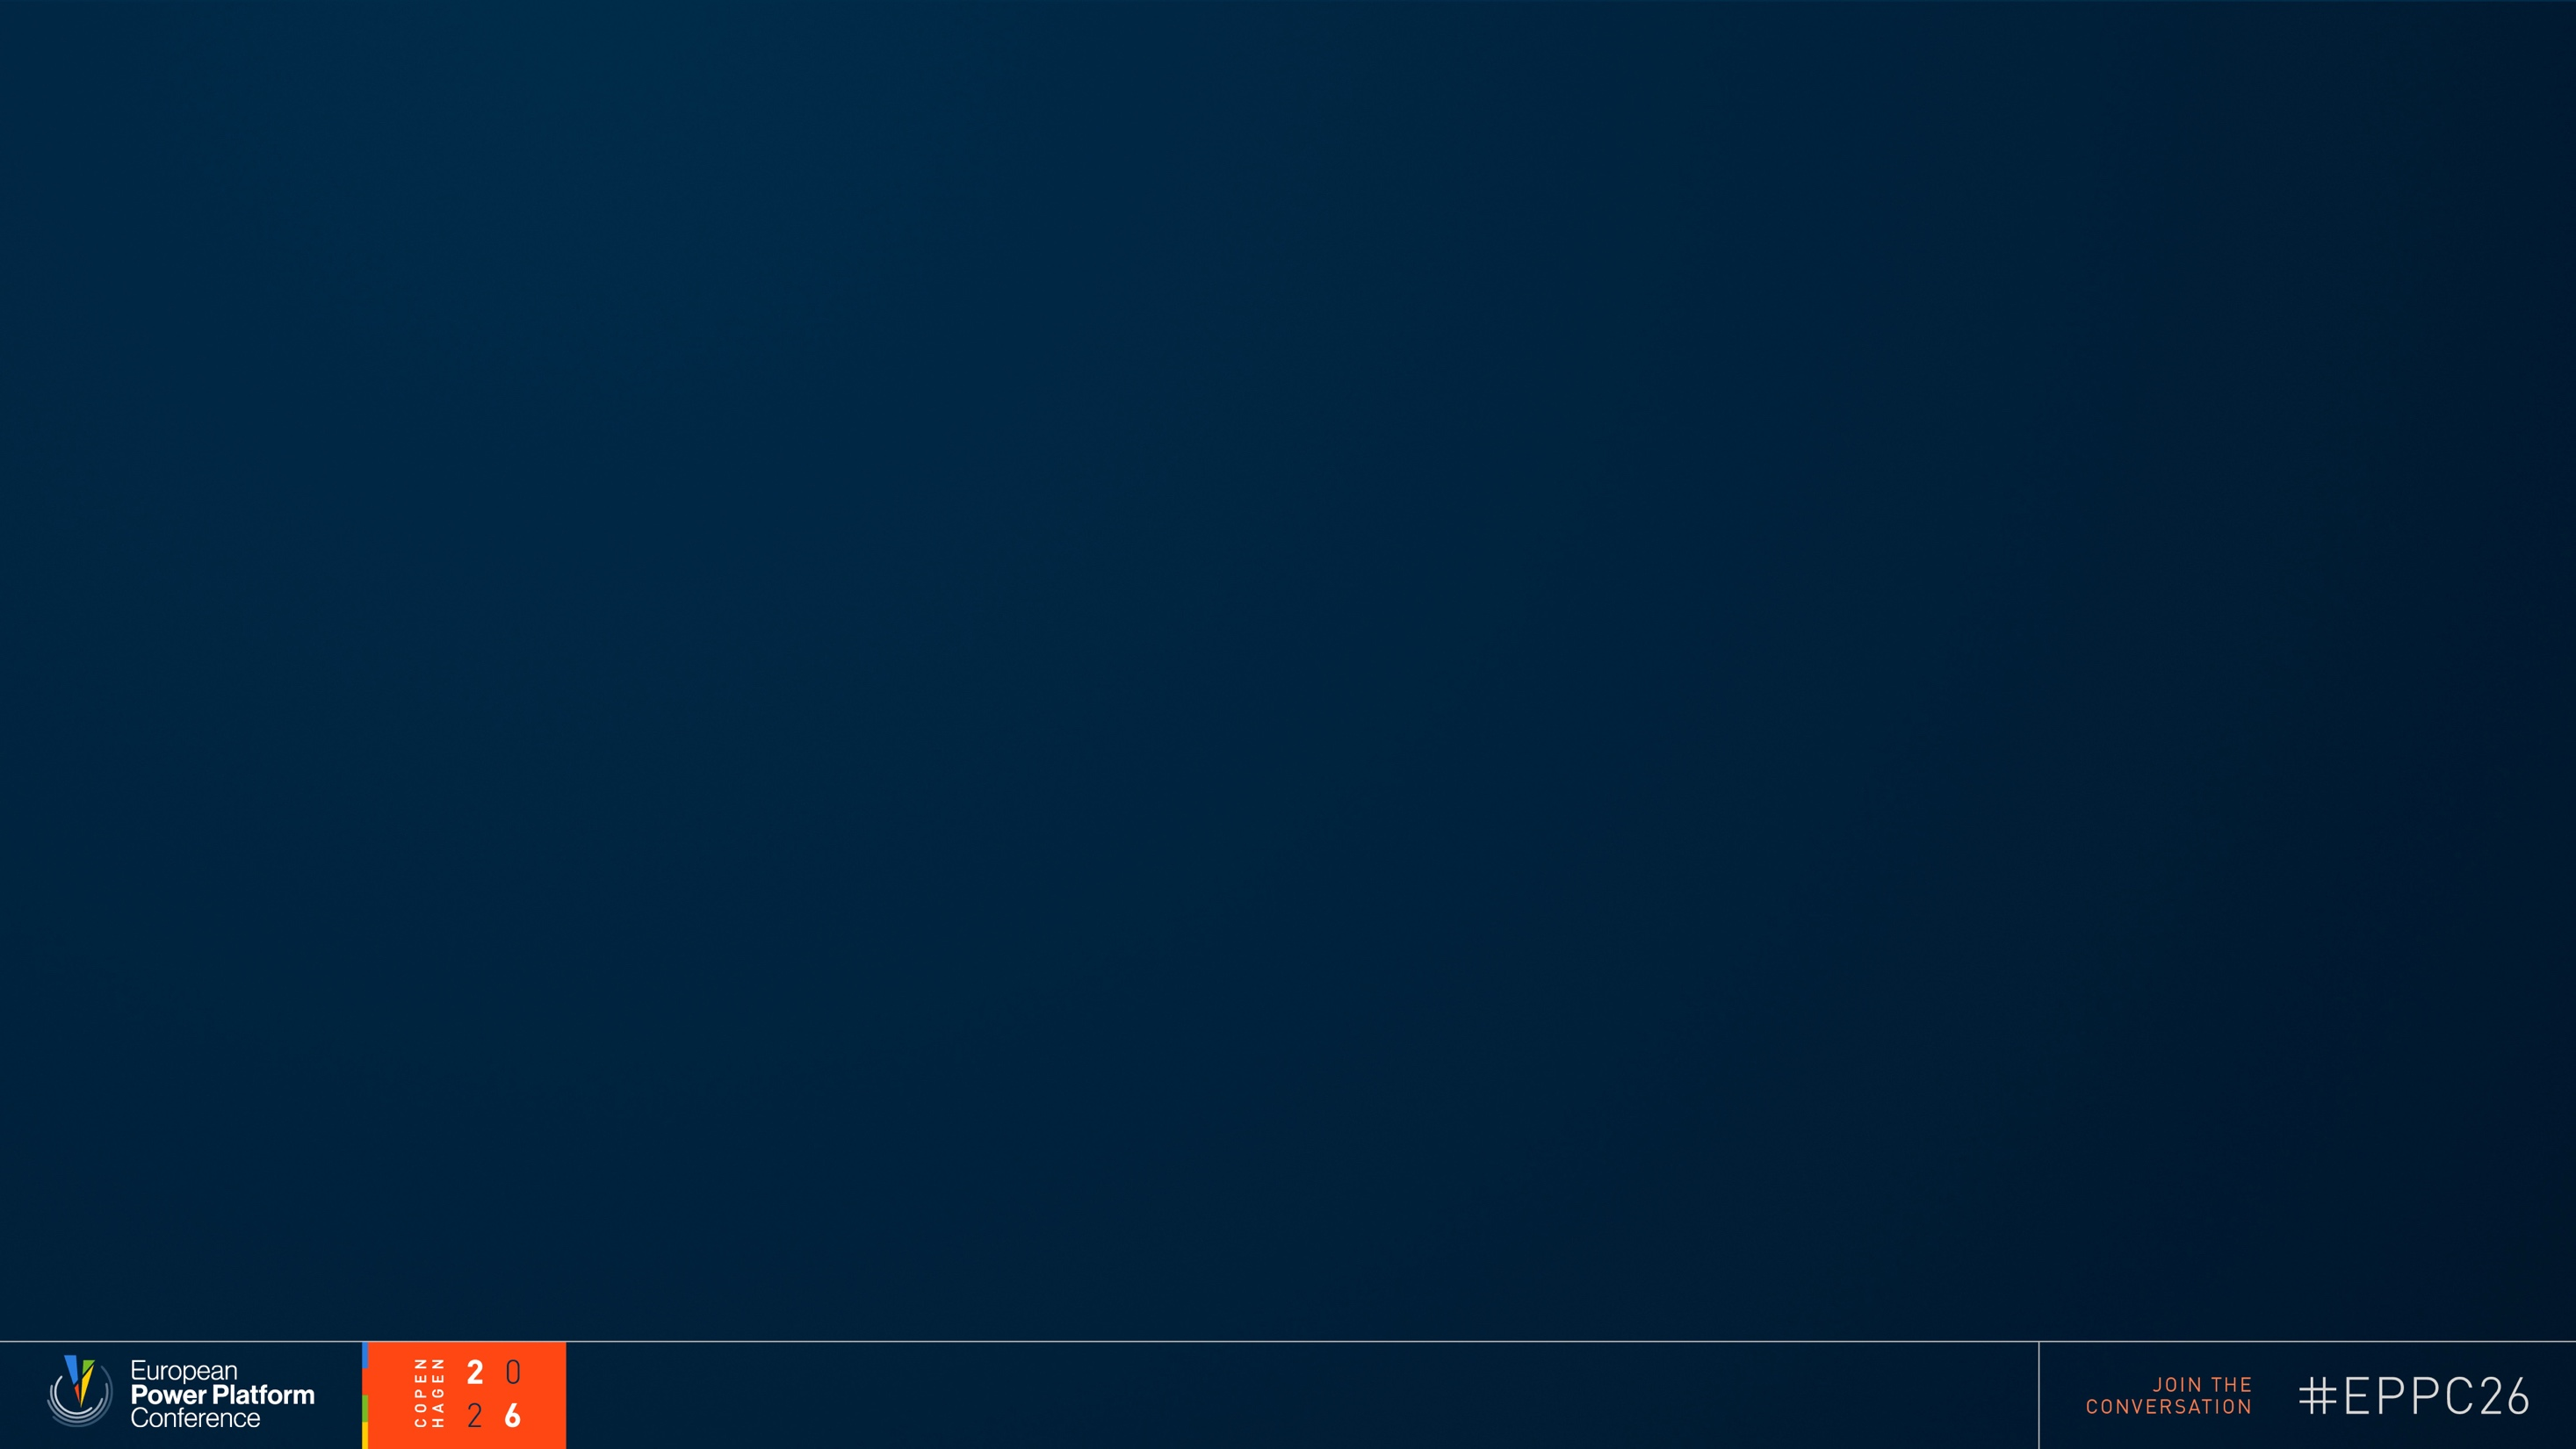 European
Power Platform
Conference
COPEN
HAGEN
2 0
2 6
JOIN THE
CONVERSATION
#EPPC26